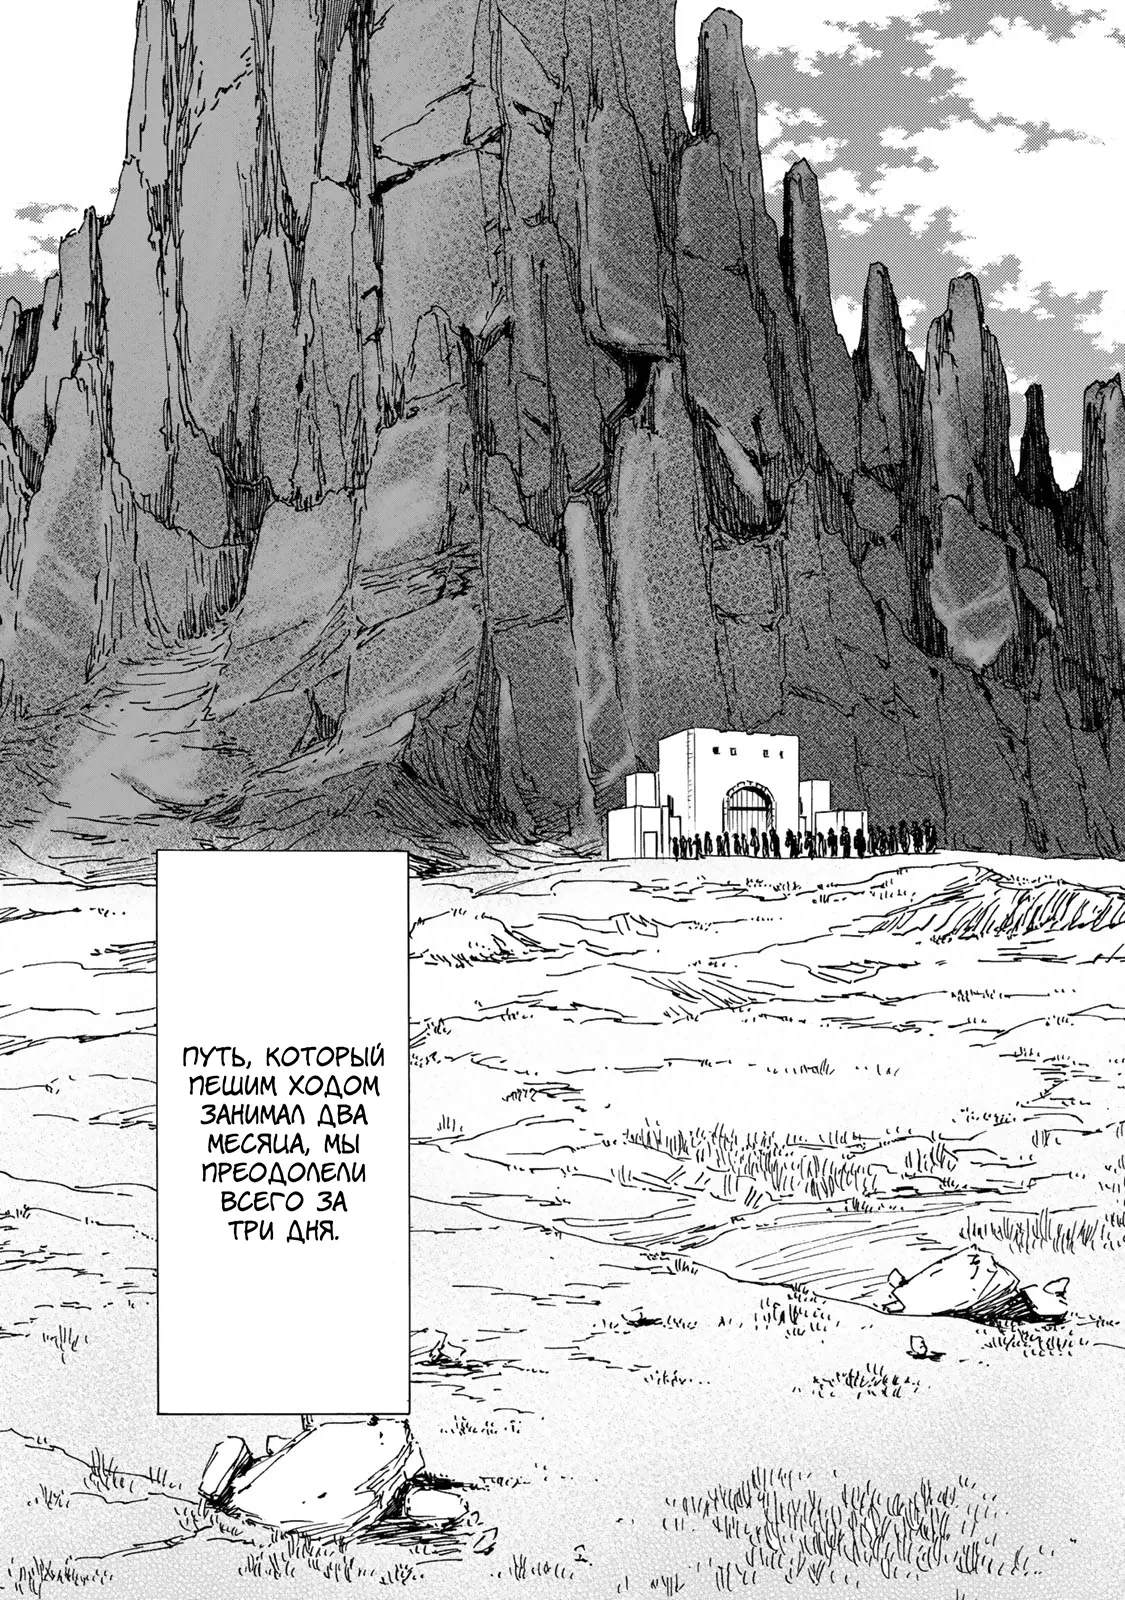 ПУТЬ, КОТОРЫЙ
ПЕШИМ ХОДОМ
ЗАНИМАЛ ДВА
МЕСЯЦА, МЫ
ПРЕОДОЛЕЛИ
ВСЕГО ЗА
ТРИ ДНЯ.